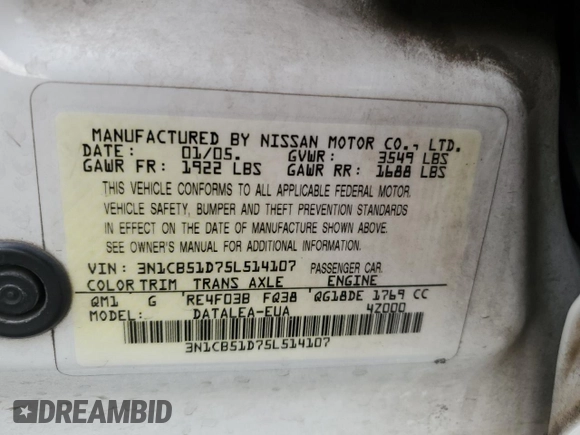 MANUFACTURED BY NISSAN MOTOR CO., LTD.
DATE: 01/05. GVWR: 3549 LBS
GAWR FR: 1922 LBS GAWR RR: 1688 LBS
THIS VEHICLE CONFORMS TO ALL APPLICABLE FEDERAL MOTOR
VEHICLE SAFETY, BUMPER AND THEFT PREVENTION STANDARDS
IN EFFECT ON THE DATE OF MANUFACTURE SHOWN ABOVE.
SEE OWNER'S MANUAL FOR ADDITIONAL INFORMATION.
VIN: 3N1CB51D75L514107 PASSENGER CAR
COLOR TRIM TRANS AXLE ENGINE
QM1 G RE4F03B FQ38 QG18DE 1769 CC
MODEL: DATALEA-EUA 4Z000
3N1CB51D75L514107
DREAMBID